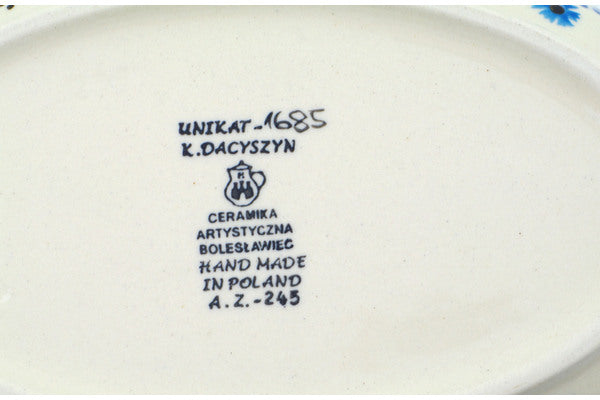 UNIKAT-1685
K.DACYSZYN
CERAMIKA
ARTYSTYCZNA
BOLESŁAWIEC
HAND MADE
IN POLAND
A.Z.-245